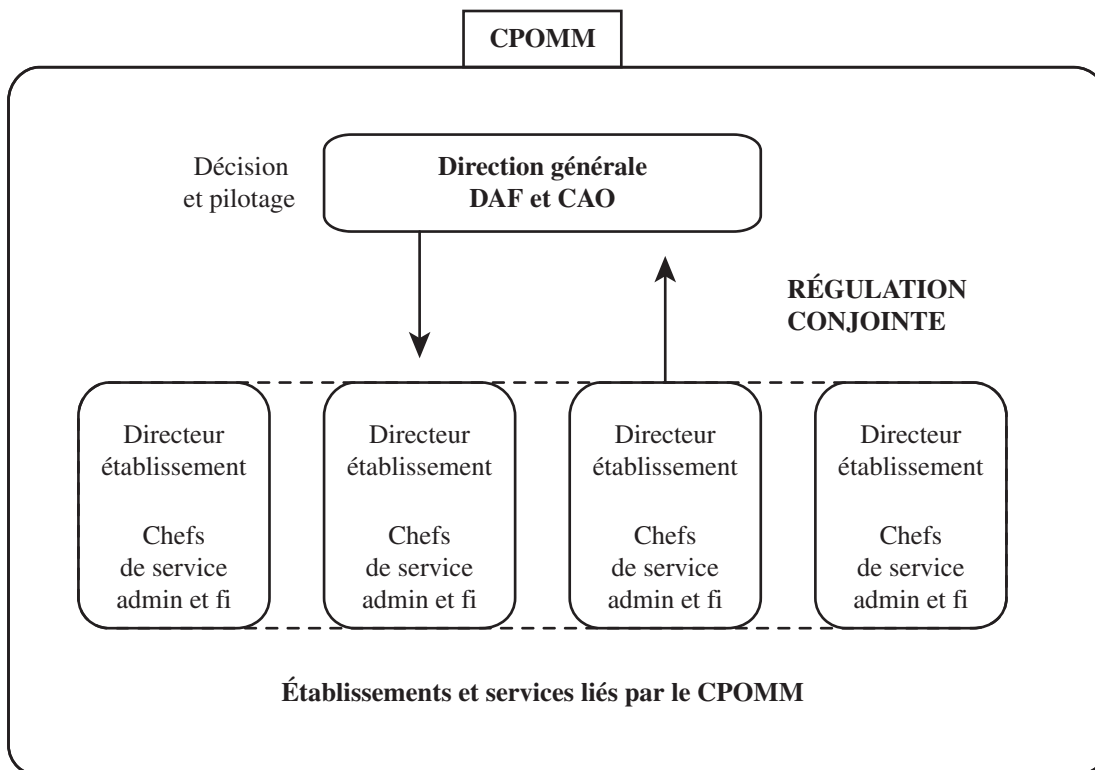 CPOMM
Décision
et pilotage
Direction générale
DAF et CAO
RÉGULATION
CONJOINTE
Directeur
établissement
Chefs
de service
admin et fi
Directeur
établissement
Chefs
de service
admin et fi
Directeur
établissement
Chefs
de service
admin et fi
Directeur
établissement
Chefs
de service
admin et fi
Établissements et services liés par le CPOMM